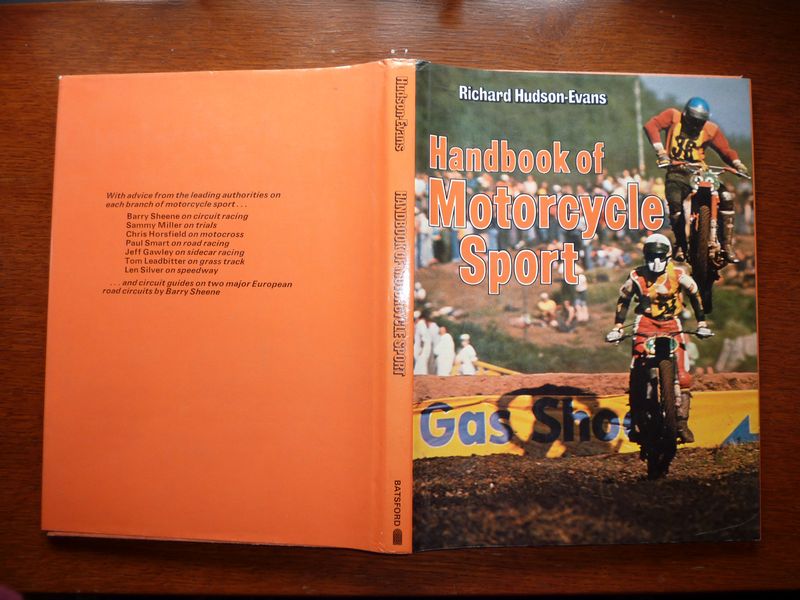 With advice from the leading authorities on
each branch of motorcycle sport . . .
Barry Sheene on circuit racing
Sammy Miller on trials
Chris Horsfield on motocross
Paul Smart on road racing
Jeff Gawley on sidecar racing
Tom Leadbitter on grass track
Len Silver on speedway
. . . and circuit guides on two major European
road circuits by Barry Sheene
Hudson-Evans
HANDBOOK OF MOTORCYCLE SPORT
BATSFORD
Richard Hudson-Evans
Handbook of
Motorcycle
Sport
Gas Sho